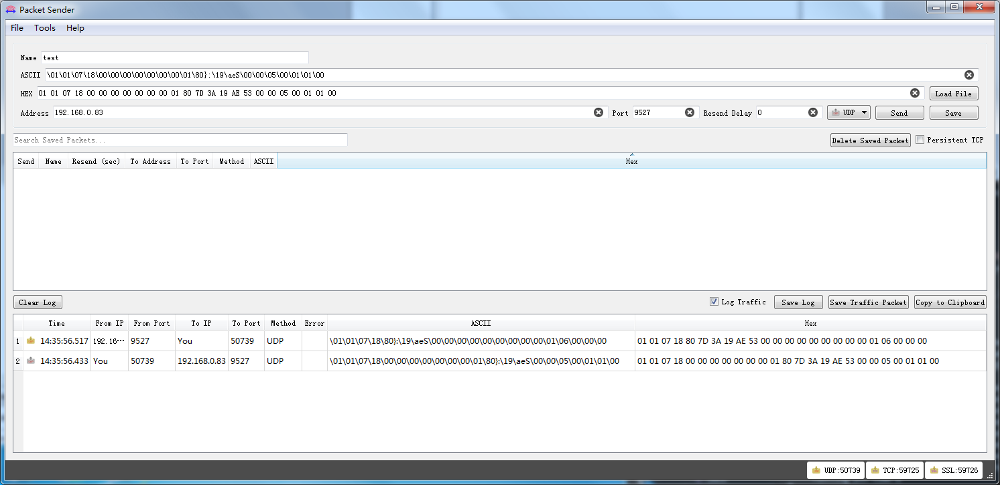 Packet Sender
File Tools Help
Name test
ASCII \01\01\07\18\00\00\00\00\00\00\00\01\80}:\19\aeS\00\00\05\00\01\01\00
HEX 01 01 07 18 00 00 00 00 00 00 00 01 80 7D 3A 19 AE 53 00 00 05 00 01 01 00 Load File
Address 192.168.0.83 Port 9527 Resend Delay 0 UDP Send Save
Search Saved Packets... Delete Saved Packet Persistent TCP
Send Name Resend (sec) To Address To Port Method ASCII Hex
Clear Log Log Traffic Save Log Save Traffic Packet Copy to Clipboard
Time From IP From Port To IP To Port Method Error ASCII Hex
1 14:35:56.517 192.16··· 9527 You 50739 UDP \01\01\07\18\80}:\19\aeS\00\00\00\00\00\00\00\00\00\01\06\00\00\00 01 01 07 18 80 7D 3A 19 AE 53 00 00 00 00 00 00 00 00 00 01 06 00 00 00
2 14:35:56.433 You 50739 192.168.0.83 9527 UDP \01\01\07\18\00\00\00\00\00\00\00\01\80}:\19\aeS\00\00\05\00\01\01\00 01 01 07 18 00 00 00 00 00 00 00 01 80 7D 3A 19 AE 53 00 00 05 00 01 01 00
UDP:50739 TCP:59725 SSL:59726